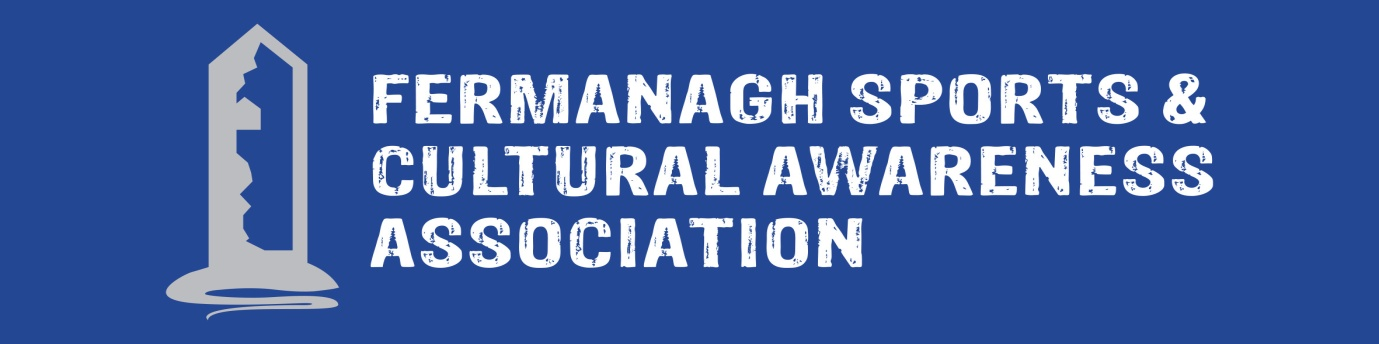 FERMANAGH SPORTS &
CULTURAL AWARENESS
ASSOCIATION